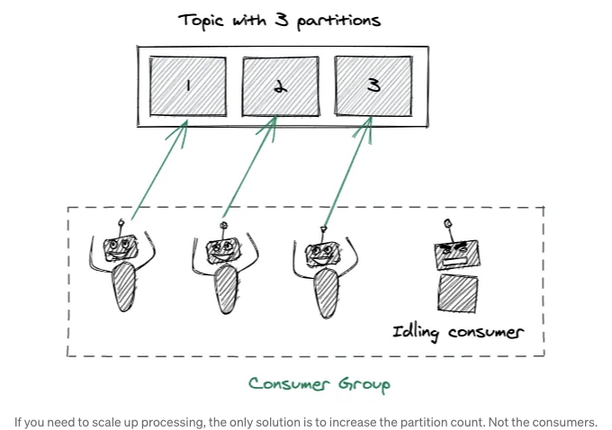 Topic with 3 partitions
1 2 3
Idling consumer
Consumer Group
If you need to scale up processing, the only solution is to increase the partition count. Not the consumers.